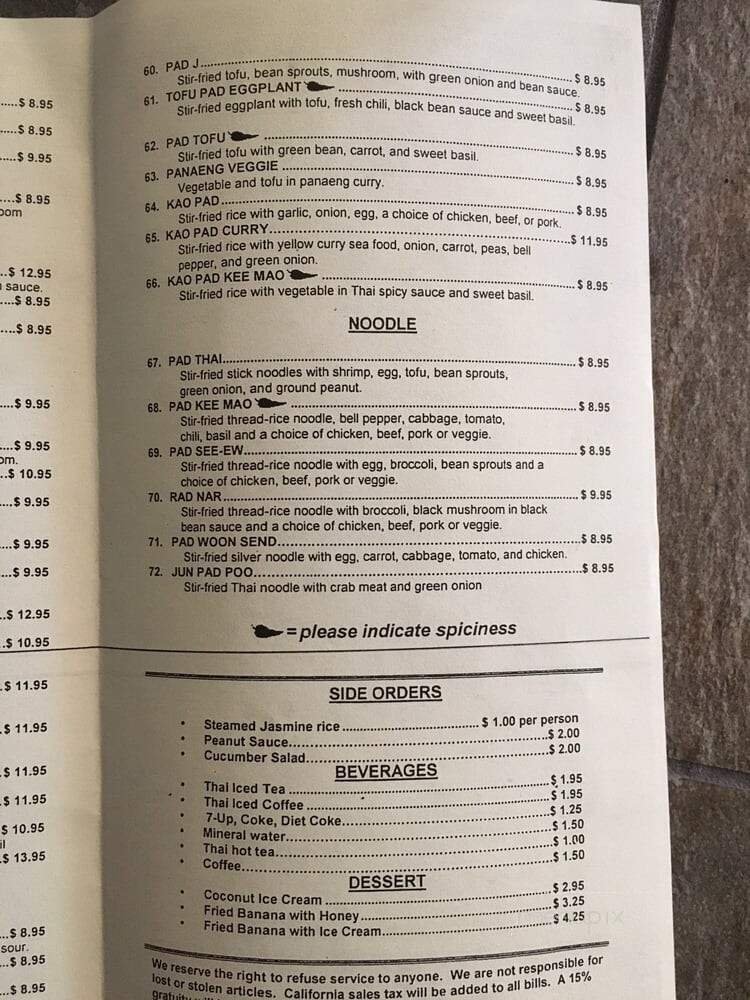 .....$ 8.95
....$ 8.95
....$ 9.95
....$ 8.95
oom
..$ 12.95
sauce.
....$ 8.95
....$ 8.95
...$ 9.95
...$ 9.95
om.
..$ 10.95
...$ 9.95
...$ 9.95
...$ 9.95
..$ 12.95
..$ 10.95
.$ 11.95
.$ 11.95
.$ 11.95
.$ 11.95
$ 10.95
il
.$ 13.95
...$ 8.95
sour.
...$ 8.95
...$ 8.95
60. PAD J.................$ 8.95
Stir-fried tofu, bean sprouts, mushroom, with green onion and bean sauce.
61. TOFU PAD EGGPLANT .................$ 8.95
Stir-fried eggplant with tofu, fresh chili, black bean sauce and sweet basil.
62. PAD TOFU .................$ 8.95
Stir-fried tofu with green bean, carrot, and sweet basil.
63. PANAENG VEGGIE .................$ 8.95
Vegetable and tofu in panaeng curry.
64. KAO PAD.................$ 8.95
Stir-fried rice with garlic, onion, egg, a choice of chicken, beef, or pork.
65. KAO PAD CURRY.................$ 11.95
Stir-fried rice with yellow curry sea food, onion, carrot, peas, bell
pepper, and green onion.
66. KAO PAD KEE MAO .................$ 8.95
Stir-fried rice with vegetable in Thai spicy sauce and sweet basil.
NOODLE
67. PAD THAI.................$ 8.95
Stir-fried stick noodles with shrimp, egg, tofu, bean sprouts,
green onion, and ground peanut.
68. PAD KEE MAO .................$ 8.95
Stir-fried thread-rice noodle, bell pepper, cabbage, tomato,
chili, basil and a choice of chicken, beef, pork or veggie.
69. PAD SEE-EW.................$ 8.95
Stir-fried thread-rice noodle with egg, broccoli, bean sprouts and a
choice of chicken, beef, pork or veggie.
70. RAD NAR.................$ 9.95
Stir-fried thread-rice noodle with broccoli, black mushroom in black
bean sauce and a choice of chicken, beef, pork or veggie.
71. PAD WOON SEND.................$ 8.95
Stir-fried silver noodle with egg, carrot, cabbage, tomato, and chicken.
72. JUN PAD POO.................$ 8.95
Stir-fried Thai noodle with crab meat and green onion
= please indicate spiciness
SIDE ORDERS
• Steamed Jasmine rice .................$ 1.00 per person
• Peanut Sauce.................$ 2.00
• Cucumber Salad.................$ 2.00
BEVERAGES
• Thai Iced Tea .................$ 1.95
• Thai Iced Coffee .................$ 1.95
• 7-Up, Coke, Diet Coke.................$ 1.25
• Mineral water.................$ 1.50
• Thai hot tea.................$ 1.00
• Coffee.................$ 1.50
DESSERT
• Coconut Ice Cream .................$ 2.95
• Fried Banana with Honey.................$ 3.25
• Fried Banana with Ice Cream.................$ 4.25
We reserve the right to refuse service to anyone. We are not responsible for
lost or stolen articles. California sales tax will be added to all bills. A 15%